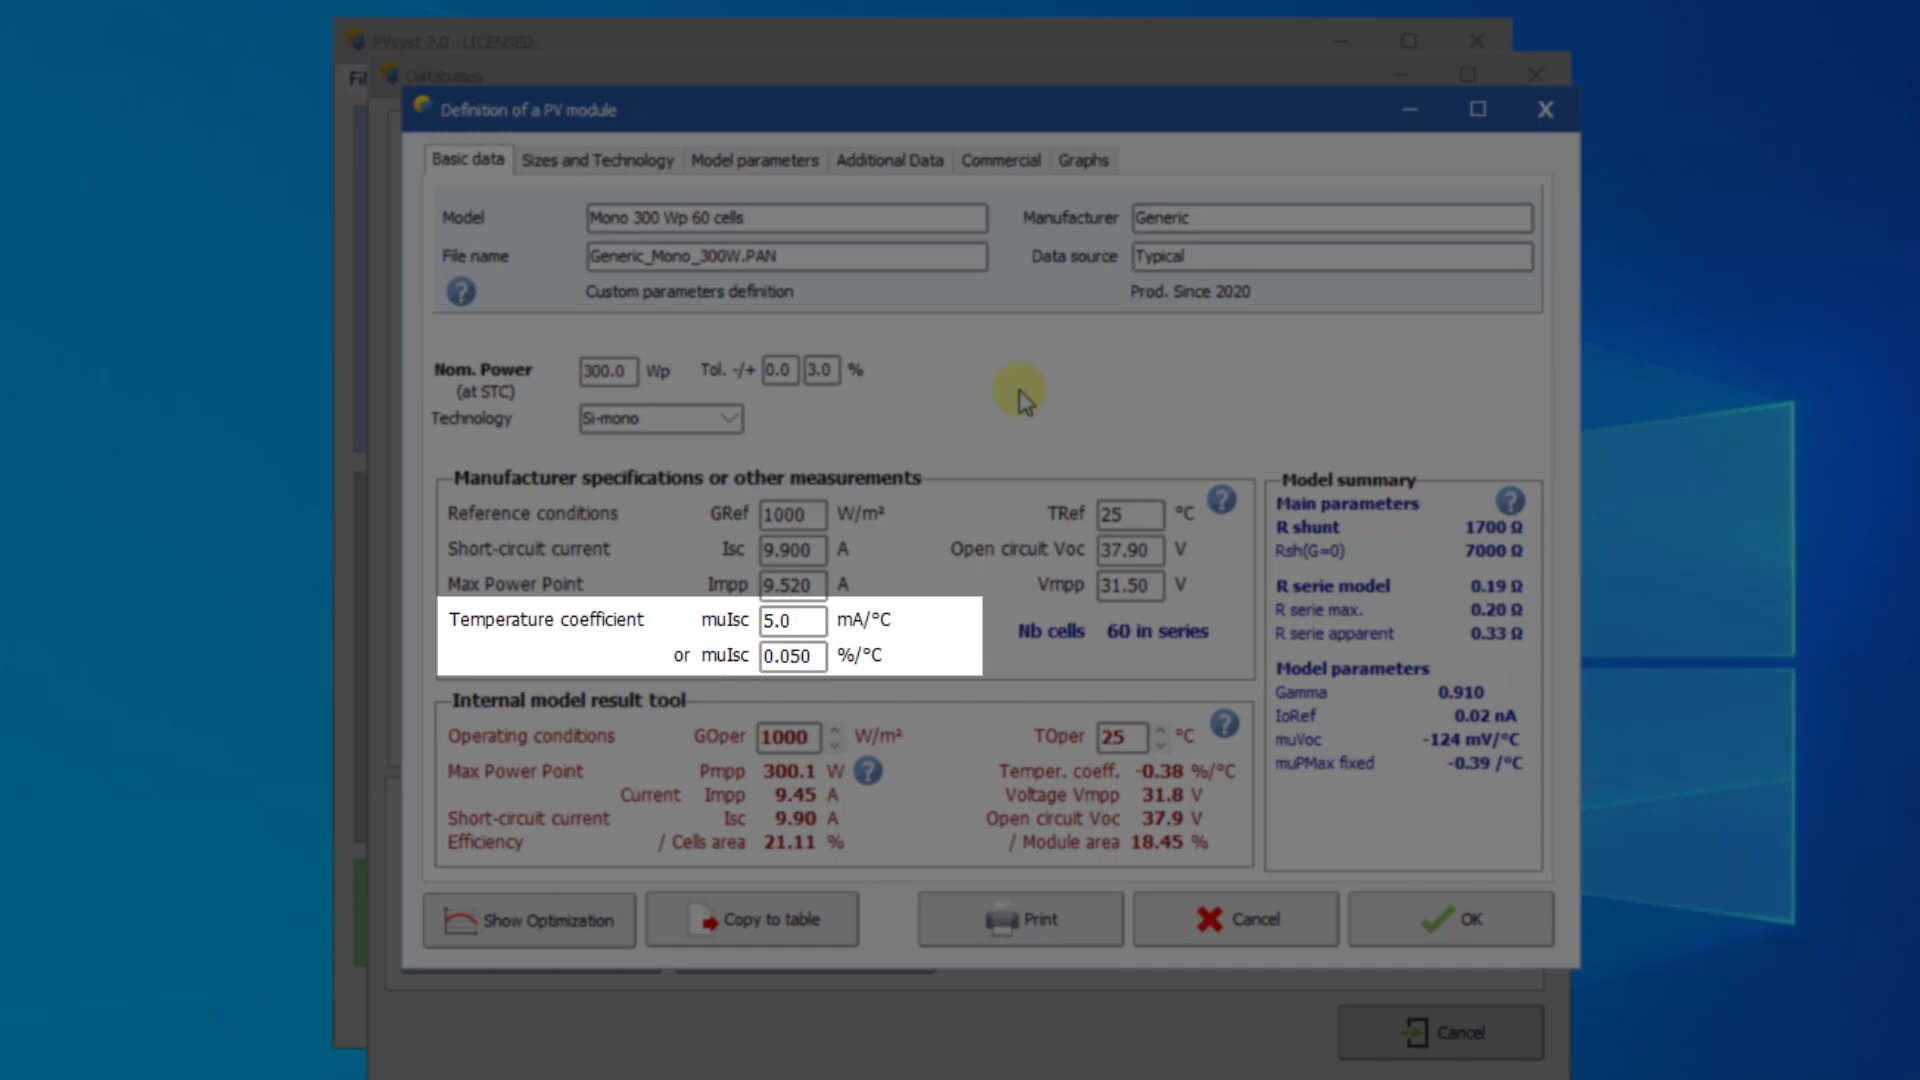 PVsyst 7.0 - LICENSED
Fil
Databases
Definition of a PV module
Basic data Sizes and Technology Model parameters Additional Data Commercial Graphs
Model Mono 300 Wp 60 cells Manufacturer Generic
File name Generic_Mono_300W.PAN Data source Typical
? Custom parameters definition Prod. Since 2020
Nom. Power 300.0 Wp Tol. -/+ 0.0 3.0 %
(at STC)
Technology Si-mono
Manufacturer specifications or other measurements
Reference conditions GRef 1000 W/m² TRef 25 °C ?
Short-circuit current Isc 9.900 A Open circuit Voc 37.90 V
Max Power Point Impp 9.520 A Vmpp 31.50 V
Temperature coefficient muIsc 5.0 mA/°C
or muIsc 0.050 %/°C
Nb cells 60 in series
Model summary
Main parameters ?
R shunt 1700 Ω
Rsh(G=0) 7000 Ω
R serie model 0.19 Ω
R serie max. 0.20 Ω
R serie apparent 0.33 Ω
Model parameters
Gamma 0.910
IoRef 0.02 nA
muVoc -124 mV/°C
muPMax fixed -0.39 /°C
Internal model result tool
Operating conditions GOper 1000 W/m² TOper 25 °C ?
Max Power Point Pmpp 300.1 W ? Temper. coeff. -0.38 %/°C
Current Impp 9.45 A Voltage Vmpp 31.8 V
Short-circuit current Isc 9.90 A Open circuit Voc 37.9 V
Efficiency / Cells area 21.11 % / Module area 18.45 %
Show Optimization Copy to table Print Cancel OK
Cancel